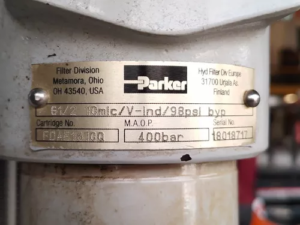 Filter Division
Metamora, Ohio
OH 43540, USA
Parker
Hyd Filter Div Europe
31700 Urjala As
Finland
mic/V-ind/98psi byp
Cartridge No.
M.A.O.P.
Serial No.
400bar